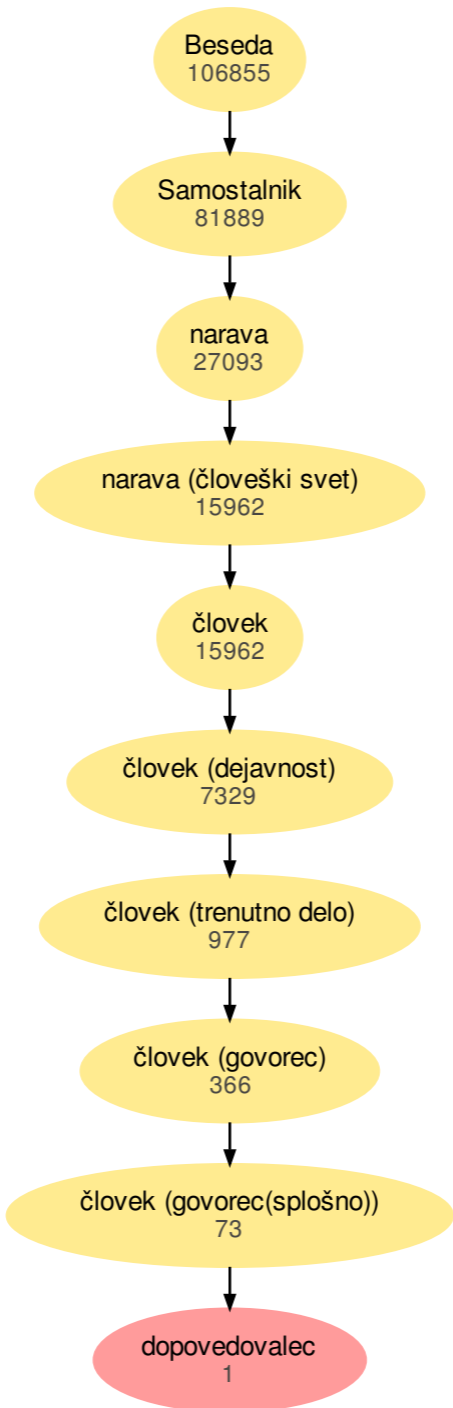 Beseda
106855
Samostalnik
81889
narava
27093
narava (človeški svet)
15962
človek
15962
človek (dejavnost)
7329
človek (trenutno delo)
977
človek (govorec)
366
človek (govorec(splošno))
73
dopovedovalec
1